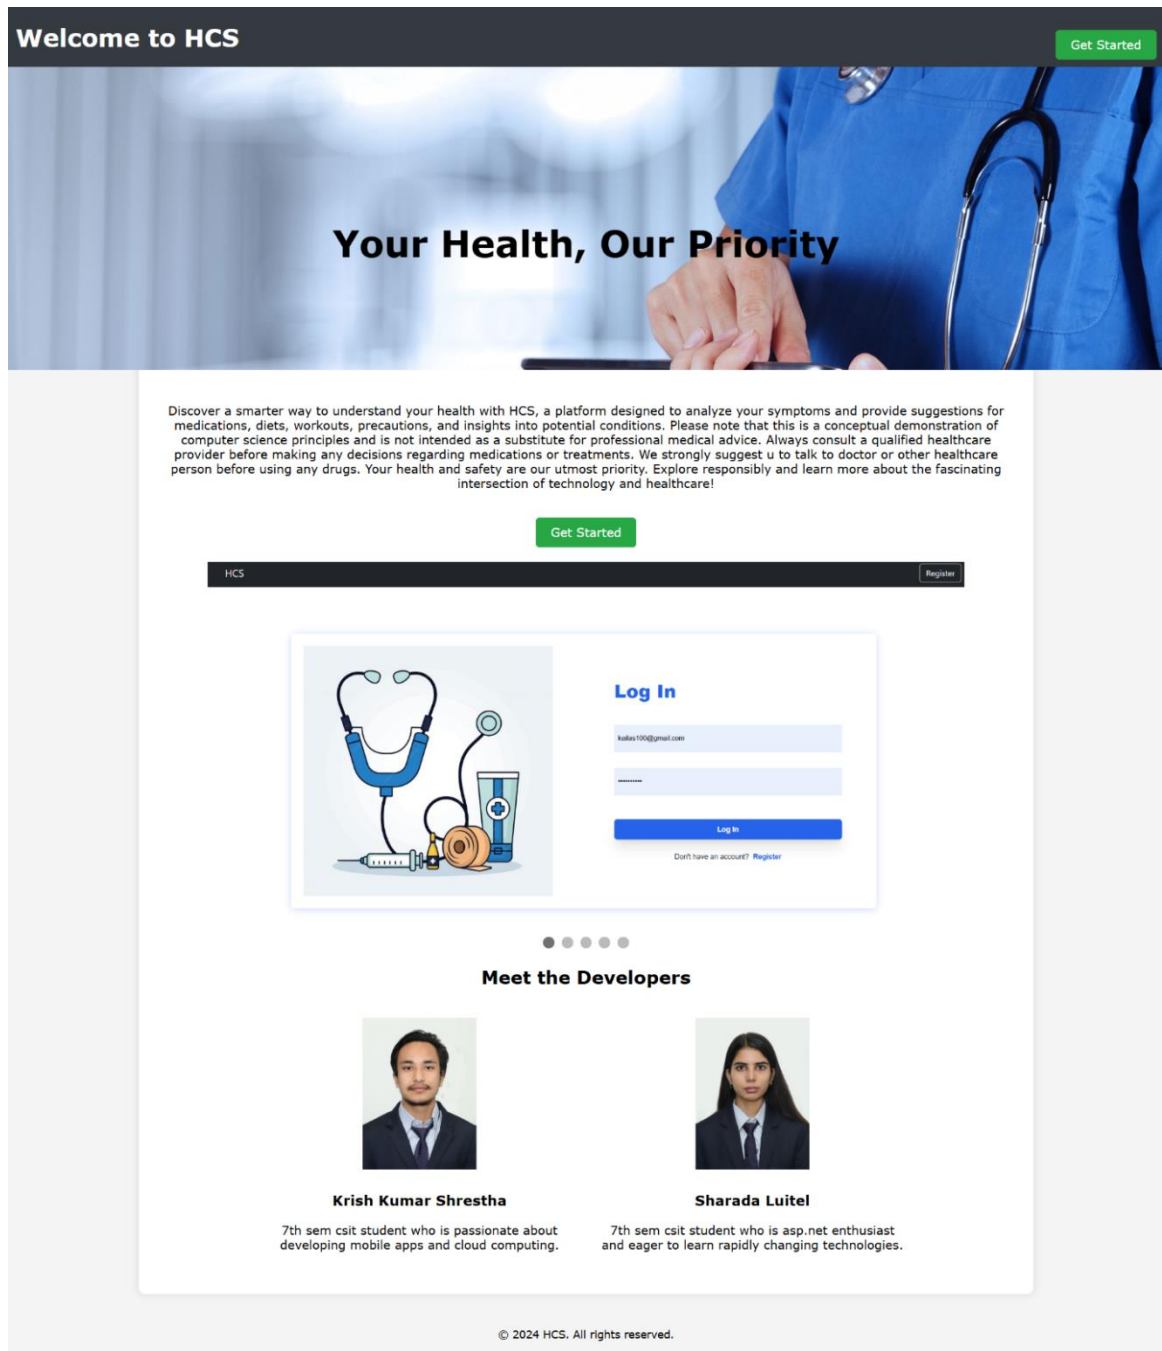 Welcome to HCS
Get Started
Your Health, Our Priority
Discover a smarter way to understand your health with HCS, a platform designed to analyze your symptoms and provide suggestions for
medications, diets, workouts, precautions, and insights into potential conditions. Please note that this is a conceptual demonstration of
computer science principles and is not intended as a substitute for professional medical advice. Always consult a qualified healthcare
provider before making any decisions regarding medications or treatments. We strongly suggest u to talk to doctor or other healthcare
person before using any drugs. Your health and safety are our utmost priority. Explore responsibly and learn more about the fascinating
intersection of technology and healthcare!
Get Started
HCS
Register
Log In
kailas100@gmail.com
Log In
Don't have an account? Register
Meet the Developers
Krish Kumar Shrestha
7th sem csit student who is passionate about
developing mobile apps and cloud computing.
Sharada Luitel
7th sem csit student who is asp.net enthusiast
and eager to learn rapidly changing technologies.
© 2024 HCS. All rights reserved.